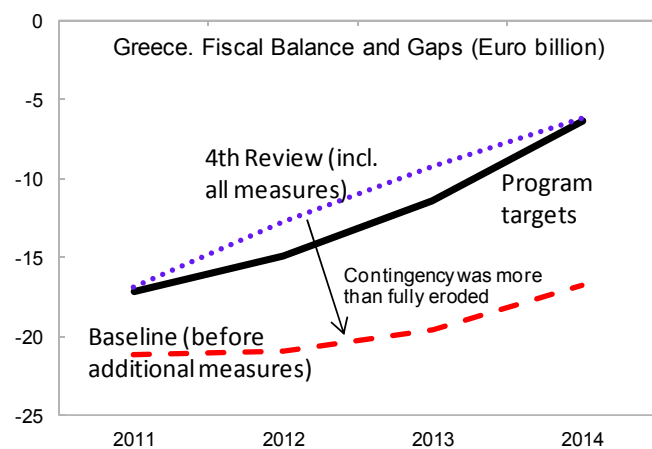 Greece. Fiscal Balance and Gaps (Euro billion)
0
-5
-10
-15
-20
-25
4th Review (incl.
all measures)
Program
targets
Contingency was more
than fully eroded
Baseline (before
additional measures)
2011
2012
2013
2014